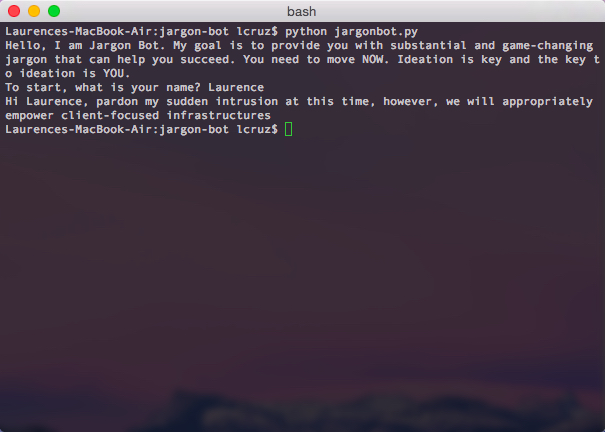 bash
Laurences-MacBook-Air:jargon-bot lcruz$ python jargonbot.py
Hello, I am Jargon Bot. My goal is to provide you with substantial and game-changing
jargon that can help you succeed. You need to move NOW. Ideation is key and the key t
o ideation is YOU.
To start, what is your name? Laurence
Hi Laurence, pardon my sudden intrusion at this time, however, we will appropriately
empower client-focused infrastructures
Laurences-MacBook-Air:jargon-bot lcruz$